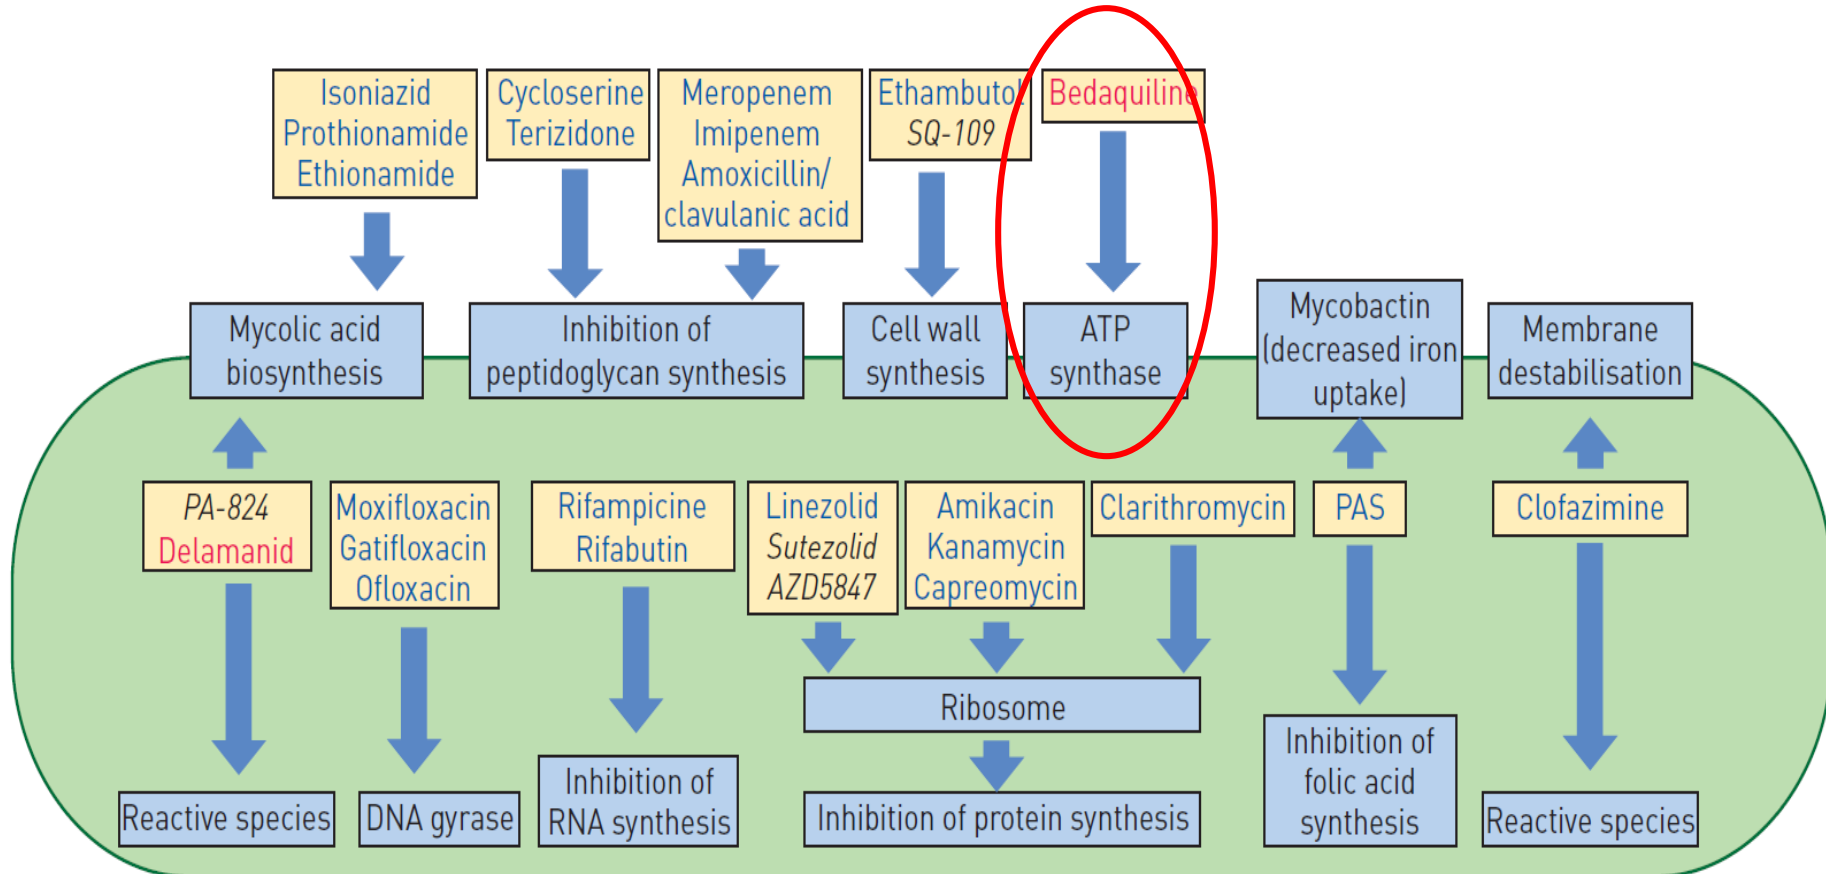 Isoniazid
Prothionamide
Ethionamide
Cycloserine
Terizidone
Meropenem
Imipenem
Amoxicillin/
clavulanic acid
Ethambutol
SQ-109
Bedaquiline
Mycolic acid
biosynthesis
Inhibition of
peptidoglycan synthesis
Cell wall
synthesis
ATP
synthase
Mycobactin
(decreased iron
uptake)
Membrane
destabilisation
PA-824
Delamanid
Moxifloxacin
Gatifloxacin
Ofloxacin
Rifampicine
Rifabutin
Linezolid
Sutezolid
AZD5847
Amikacin
Kanamycin
Capreomycin
Clarithromycin
PAS
Clofazimine
Ribosome
Reactive species
DNA gyrase
Inhibition of
RNA synthesis
Inhibition of protein synthesis
Inhibition of
folic acid
synthesis
Reactive species